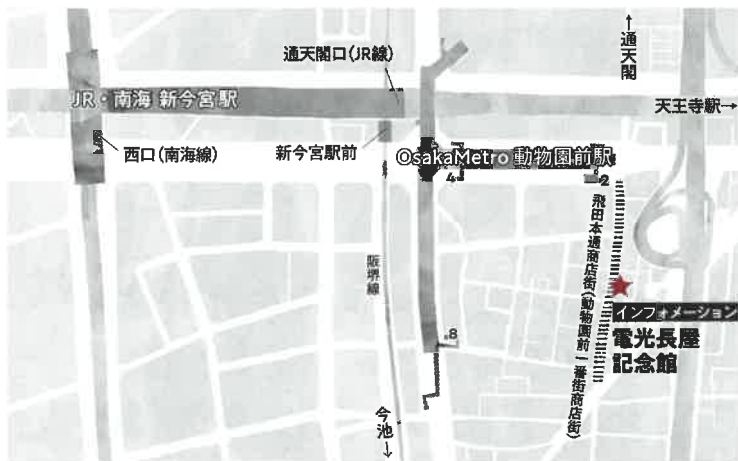 ↑通天閣
通天閣口(JR線)
JR・南海 新今宮駅
天王寺駅→
西口(南海線)
新今宮駅前
OsakaMetro 動物園前駅
4
2
飛田本通商店街(動物園前一番街商店街)
阪堺線
インフォメーション
電光長屋
記念館
8
今池→